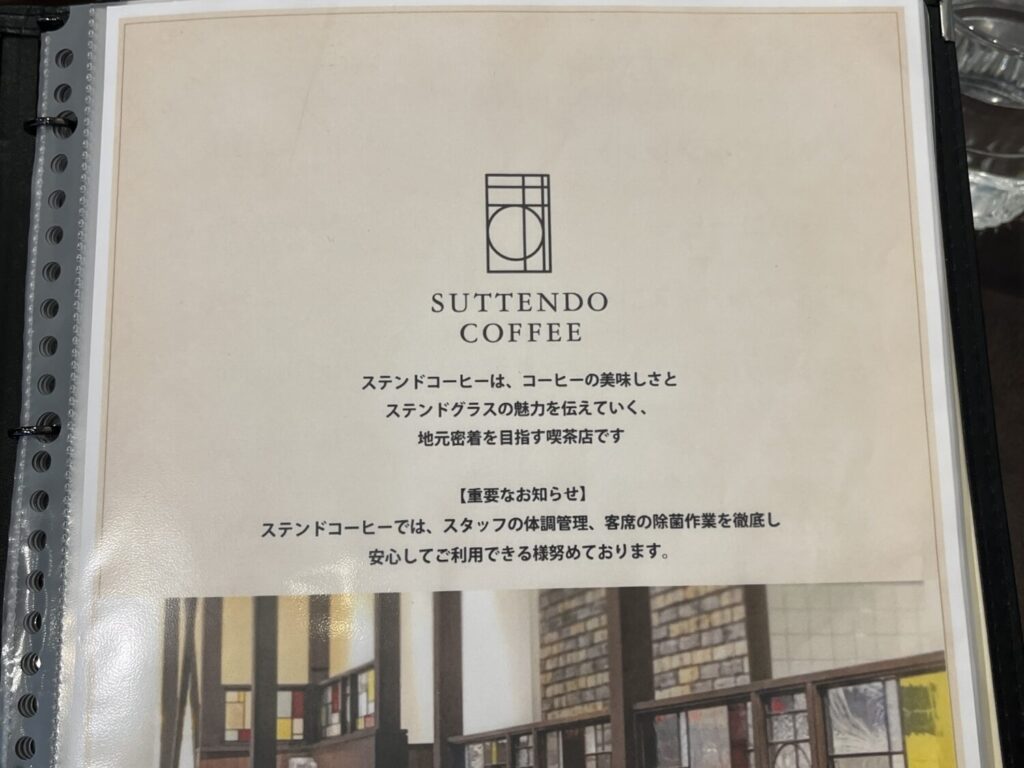 SUTTENDO
COFFEE
ステンドコーヒーは、コーヒーの美味しさと
ステンドグラスの魅力を伝えていく、
地元密着を目指す喫茶店です
【重要なお知らせ】
ステンドコーヒーでは、スタッフの体調管理、客席の除菌作業を徹底し
安心してご利用できる様努めております。